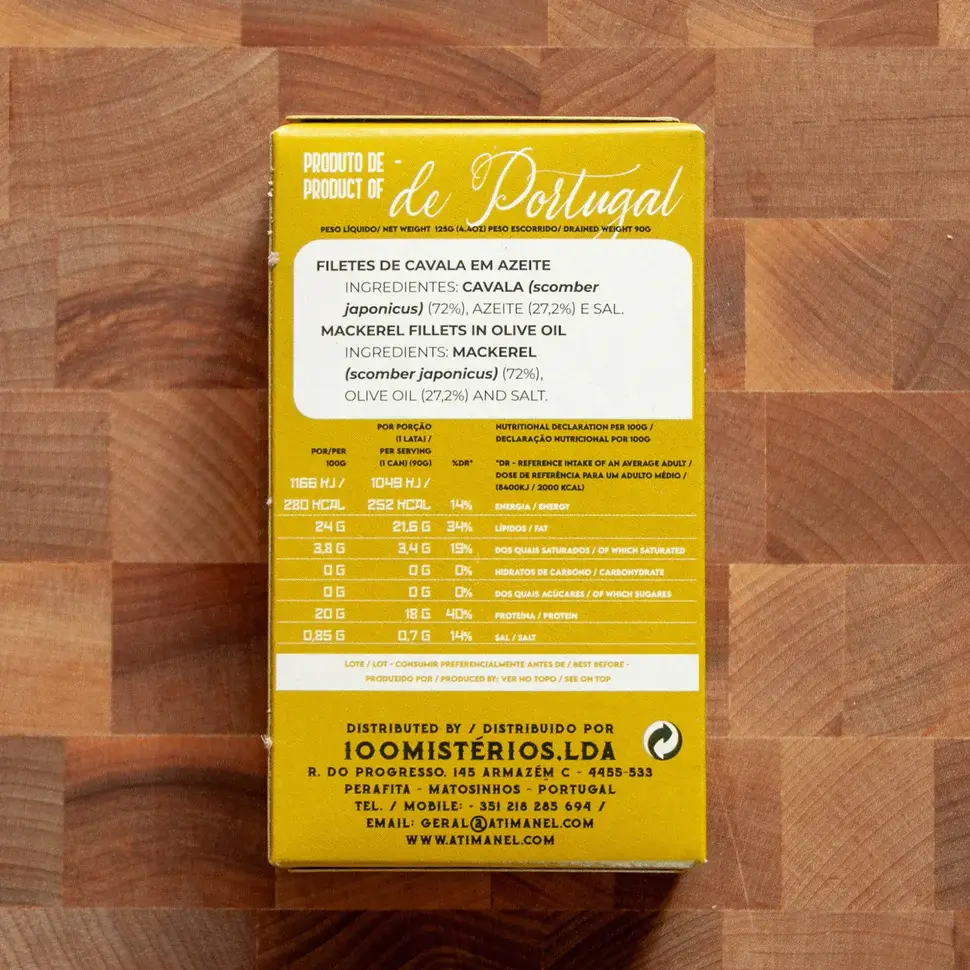 PRODUTO DE -
PRODUCT OF
de Portugal
PESO LÍQUIDO/ NET WEIGHT 125G (4.4OZ) PESO ESCORRIDO/ DRAINED WEIGHT 90G
FILETES DE CAVALA EM AZEITE
INGREDIENTES: CAVALA (scomber
japonicus) (72%), AZEITE (27,2%) E SAL.
MACKEREL FILLETS IN OLIVE OIL
INGREDIENTS: MACKEREL
(scomber japonicus) (72%),
OLIVE OIL (27,2%) AND SALT.
POR/PER
100G
POR PORÇÃO
(1 LATA) /
PER SERVING
(1 CAN) (90G)
%DR*
NUTRITIONAL DECLARATION PER 100G /
DECLARAÇÃO NUTRICIONAL POR 100G
*DR - REFERENCE INTAKE OF AN AVERAGE ADULT /
DOSE DE REFERÊNCIA PARA UM ADULTO MÉDIO /
(8400KJ / 2000 KCAL)
1165 KJ / 1049 KJ /
280 KCAL 252 KCAL 14% ENERGIA / ENERGY
24 G 21,6 G 34% LÍPIDOS / FAT
3,8 G 3,4 G 19% DOS QUAIS SATURADOS / OF WHICH SATURATED
0 G 0 G 0% HIDRATOS DE CARBONO / CARBOHYDRATE
0 G 0 G 0% DOS QUAIS AÇÚCARES / OF WHICH SUGARES
20 G 18 G 40% PROTEÍNA / PROTEIN
0,85 G 0,7 G 14% SAL / SALT
LOTE / LOT - CONSUMIR PREFERENCIALMENTE ANTES DE / BEST BEFORE -
PRODUZIDO POR / PRODUCED BY: VER NO TOPO / SEE ON TOP
DISTRIBUTED BY / DISTRIBUIDO POR
100MISTÉRIOS,LDA
R. DO PROGRESSO, 145 ARMAZÉM C - 4455-533
PERAFITA - MATOSINHOS - PORTUGAL
TEL. / MOBILE: - 351 218 285 694 /
EMAIL: GERAL@ATIMANEL.COM
WWW.ATIMANEL.COM